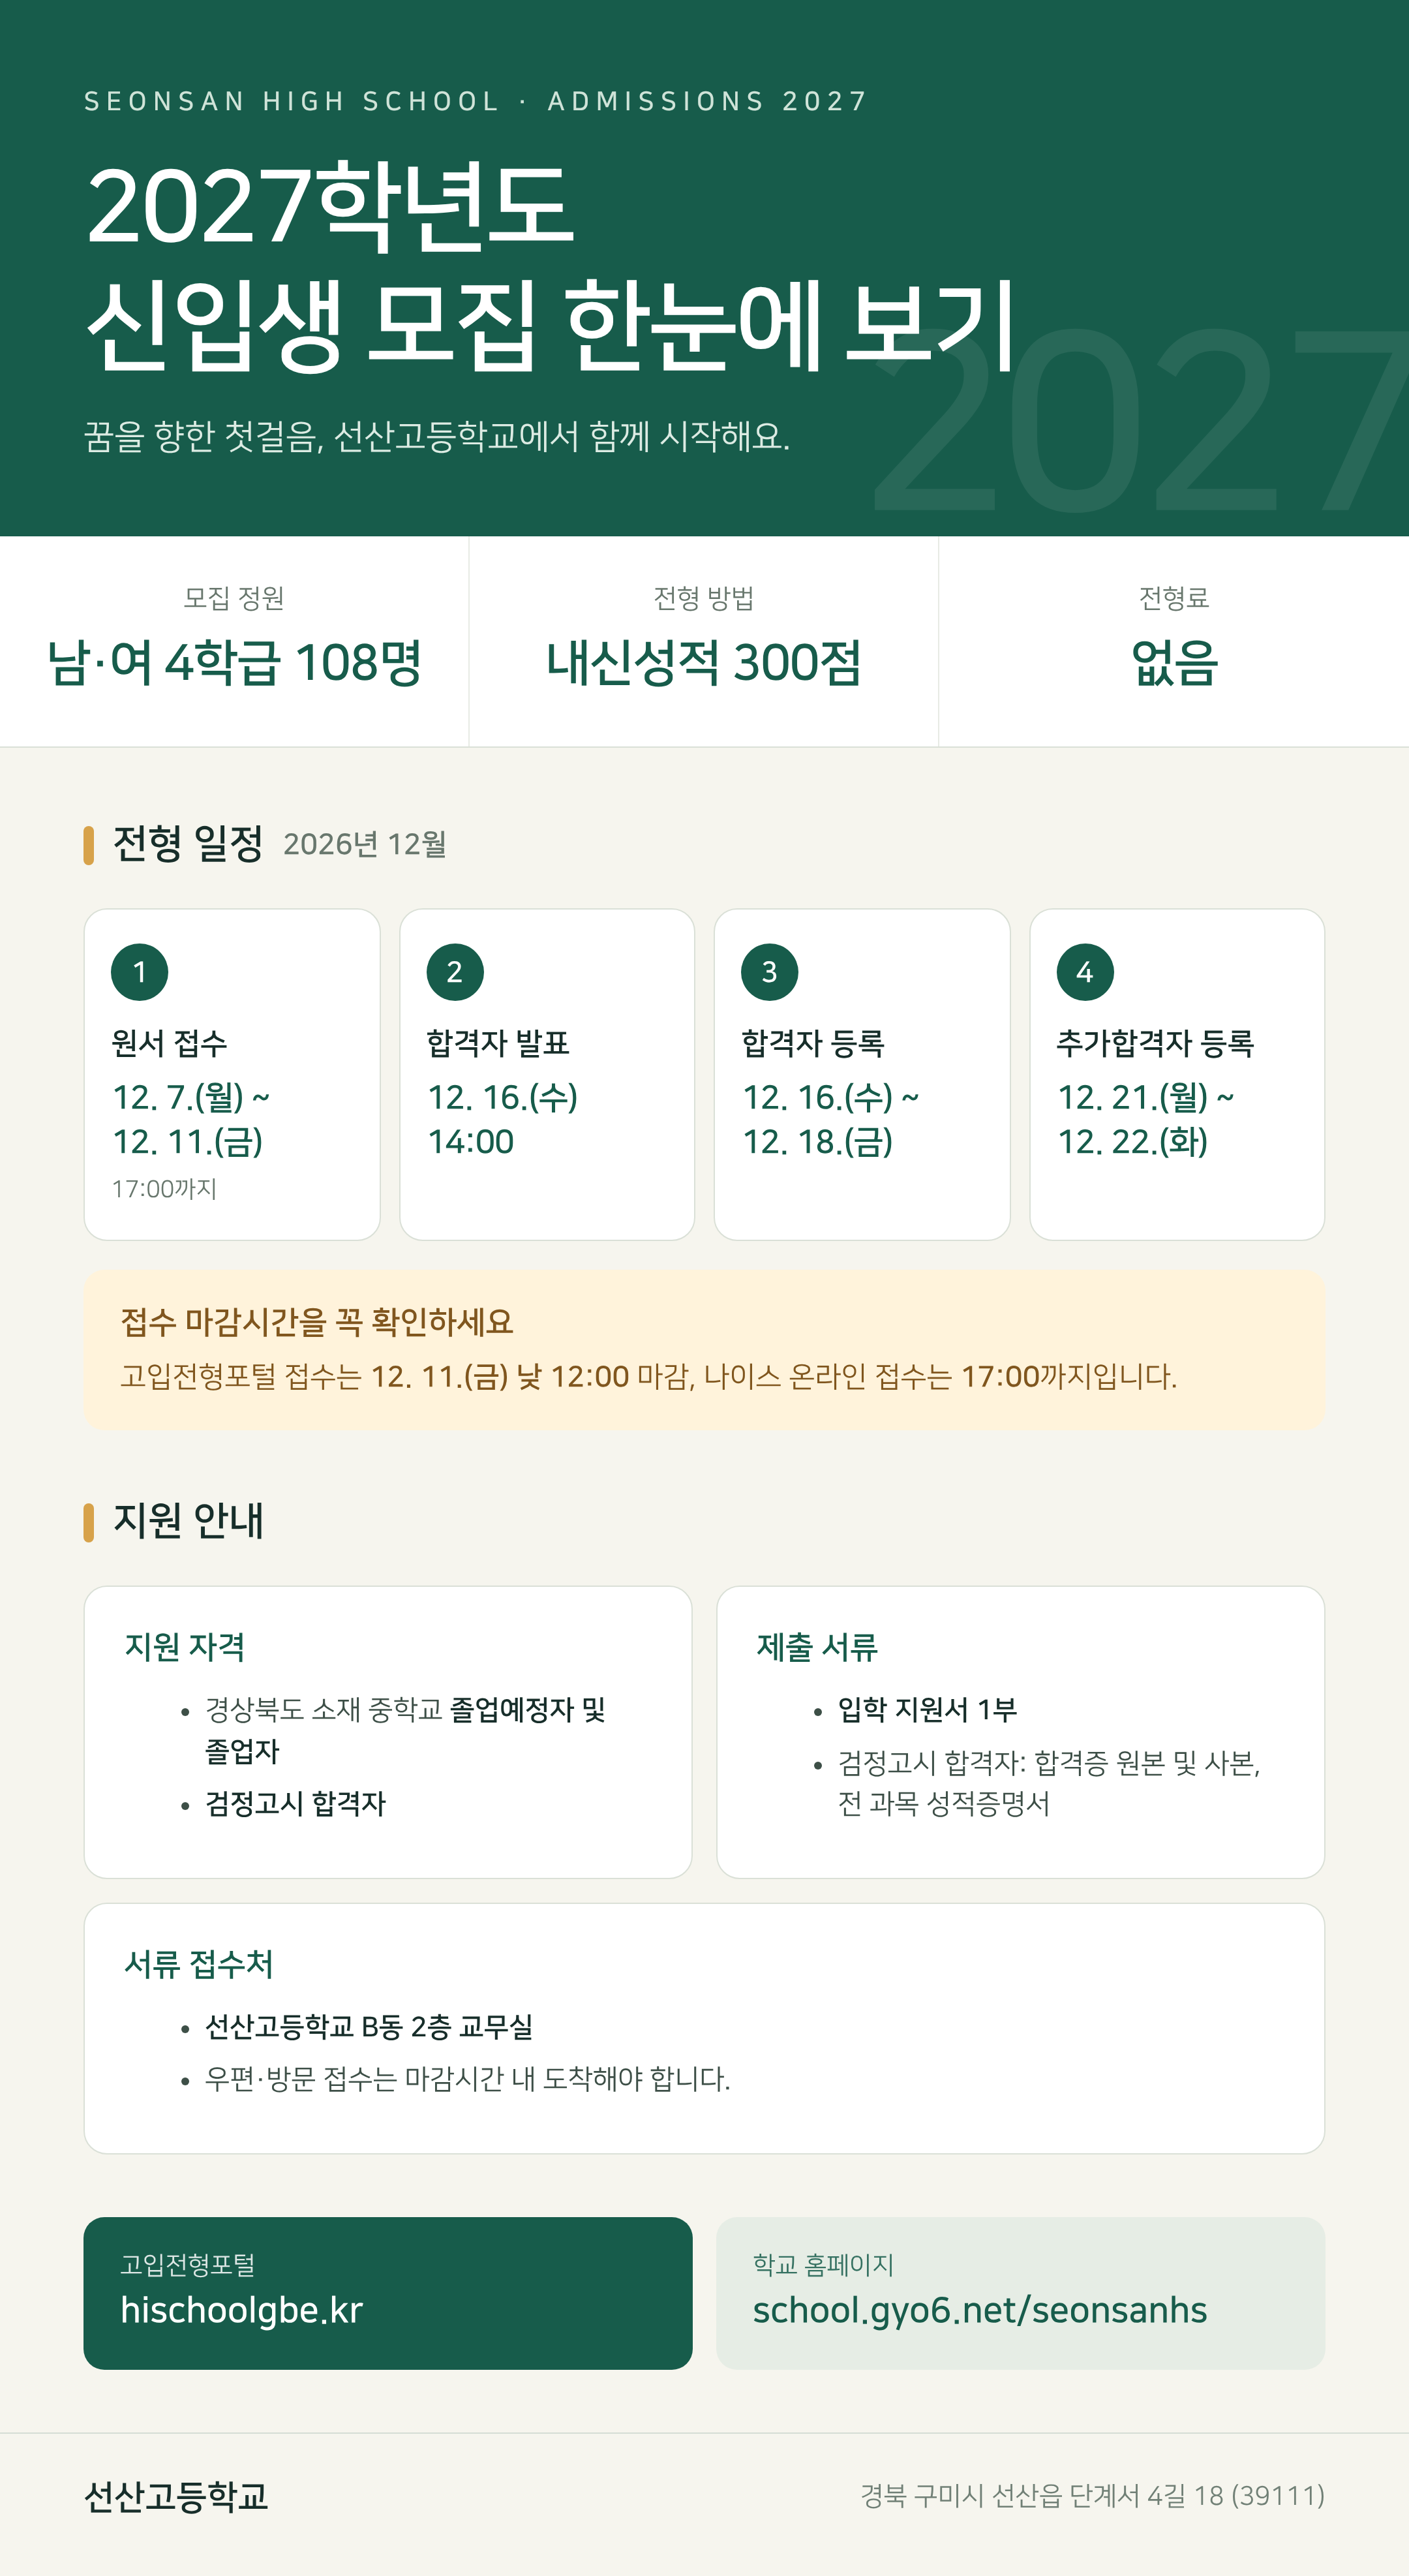 SEONSAN HIGH SCHOOL · ADMISSIONS 2027
2027학년도
신입생 모집 한눈에 보기
2027
꿈을 향한 첫걸음, 선산고등학교에서 함께 시작해요.
모집 정원
남·여 4학급 108명
전형 방법
내신성적 300점
전형료
없음
전형 일정 2026년 12월
1
원서 접수
12. 7.(월) ~
12. 11.(금)
17:00까지
2
합격자 발표
12. 16.(수)
14:00
3
합격자 등록
12. 16.(수) ~
12. 18.(금)
4
추가합격자 등록
12. 21.(월) ~
12. 22.(화)
접수 마감시간을 꼭 확인하세요
고입전형포털 접수는 12. 11.(금) 낮 12:00 마감, 나이스 온라인 접수는 17:00까지입니다.
지원 안내
지원 자격
• 경상북도 소재 중학교 졸업예정자 및
졸업자
• 검정고시 합격자
제출 서류
• 입학 지원서 1부
• 검정고시 합격자: 합격증 원본 및 사본,
전 과목 성적증명서
서류 접수처
• 선산고등학교 B동 2층 교무실
• 우편·방문 접수는 마감시간 내 도착해야 합니다.
고입전형포털
hischoolgbe.kr
학교 홈페이지
school.gyo6.net/seonsanhs
선산고등학교
경북 구미시 선산읍 단계서 4길 18 (39111)